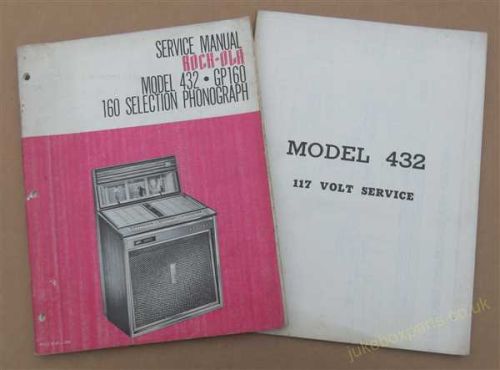 SERVICE MANUAL
ROCK-OLA
MODEL 432 • GP160
160 SELECTION PHONOGRAPH
MODEL 432
117 VOLT SERVICE
jukeboxparts.co.uk